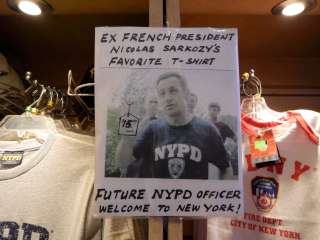 EX FRENCH PRESIDENT
NICOLAS SARKOZY'S
FAVORITE T-SHIRT
15
NYPD
FUTURE NYPD OFFICER
WELCOME TO NEW YORK!
NYPD
NY
FIRE DEPT
CITY OF NEW YORK